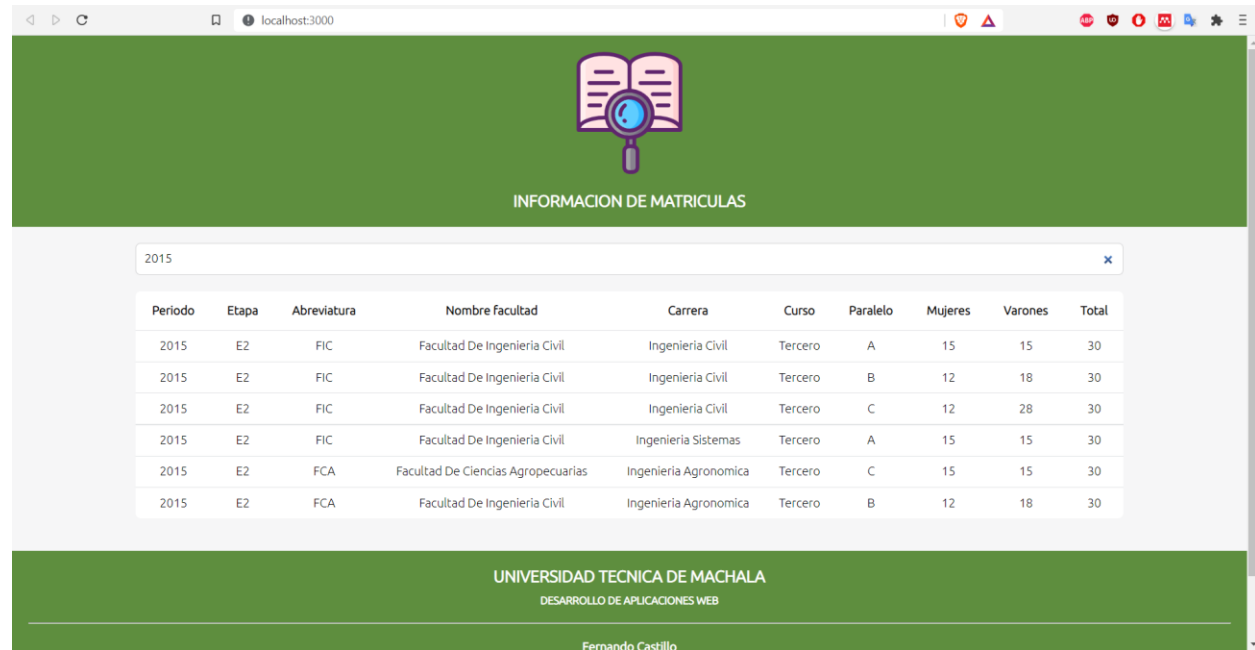 localhost:3000
ABP
INFORMACION DE MATRICULAS
2015
Periodo Etapa Abreviatura Nombre facultad Carrera Curso Paralelo Mujeres Varones Total
2015 E2 FIC Facultad De Ingenieria Civil Ingenieria Civil Tercero A 15 15 30
2015 E2 FIC Facultad De Ingenieria Civil Ingenieria Civil Tercero B 12 18 30
2015 E2 FIC Facultad De Ingenieria Civil Ingenieria Civil Tercero C 12 28 30
2015 E2 FIC Facultad De Ingenieria Civil Ingenieria Sistemas Tercero A 15 15 30
2015 E2 FCA Facultad De Ciencias Agropecuarias Ingenieria Agronomica Tercero C 15 15 30
2015 E2 FCA Facultad De Ingenieria Civil Ingenieria Agronomica Tercero B 12 18 30
UNIVERSIDAD TECNICA DE MACHALA
DESARROLLO DE APLICACIONES WEB
Fernando Castillo